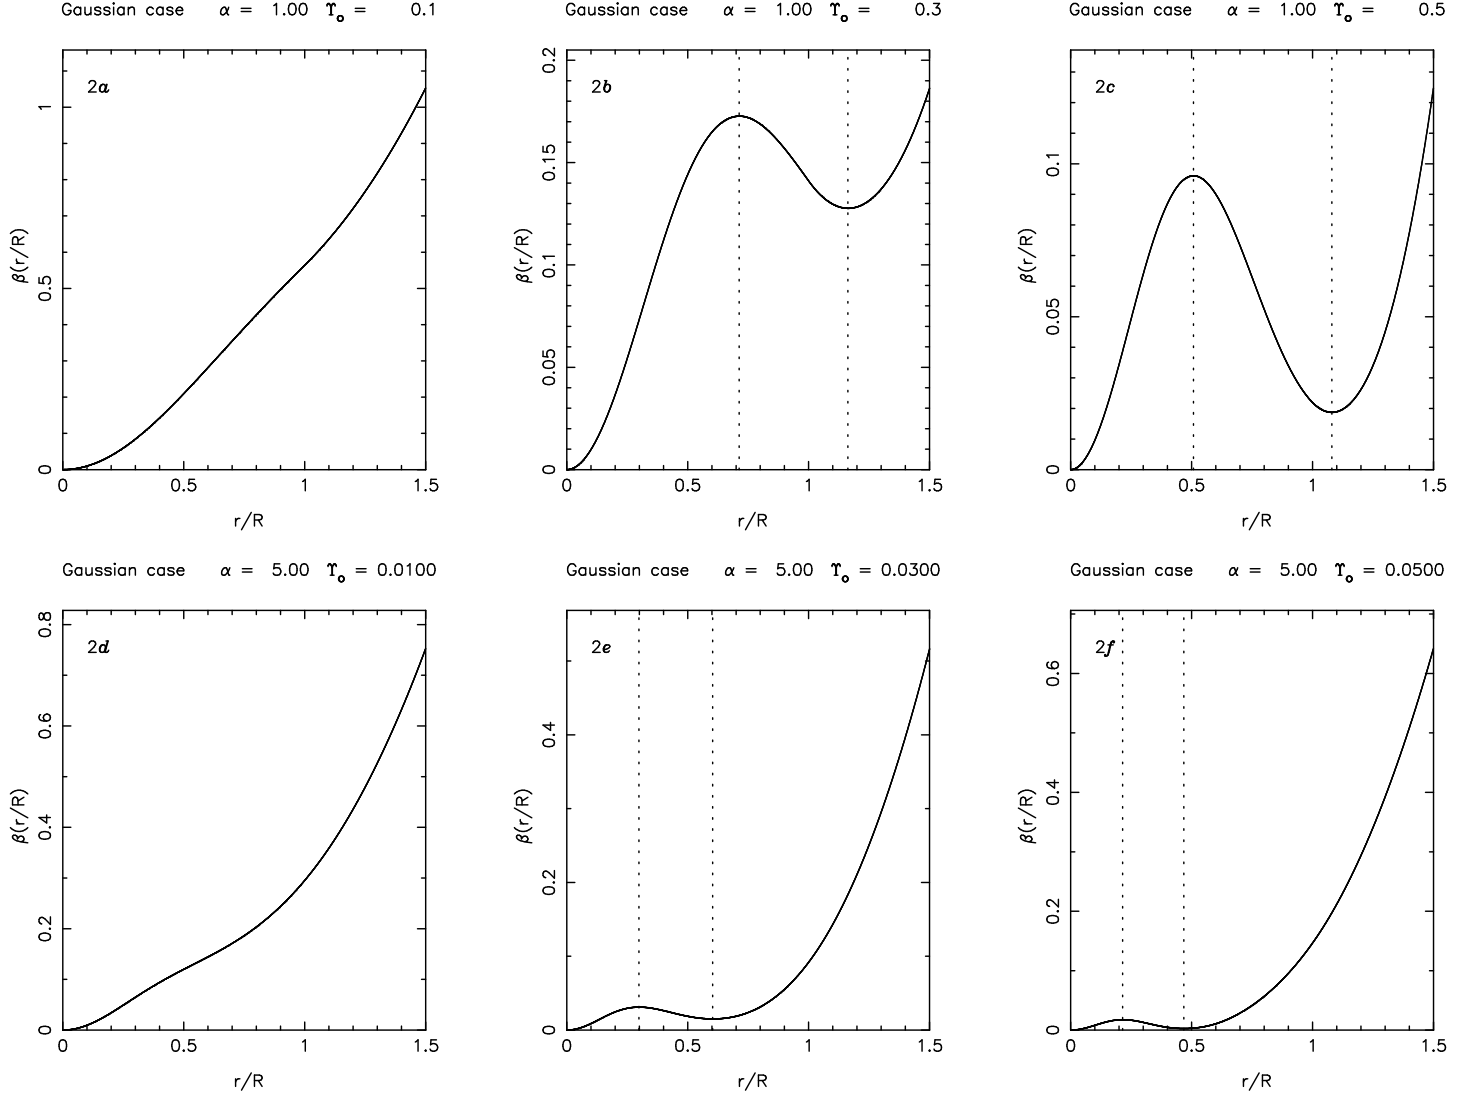 Gaussian case α = 1.00 ϒo = 0.1
2a
β(r/R)
1
0.5
0
0 0.5 1 1.5
r/R
Gaussian case α = 1.00 ϒo = 0.3
2b
β(r/R)
0.2
0.15
0.1
0.05
0
0 0.5 1 1.5
r/R
Gaussian case α = 1.00 ϒo = 0.5
2c
β(r/R)
0.1
0.05
0
0 0.5 1 1.5
r/R
Gaussian case α = 5.00 ϒo = 0.0100
2d
β(r/R)
0.8
0.6
0.4
0.2
0
0 0.5 1 1.5
r/R
Gaussian case α = 5.00 ϒo = 0.0300
2e
β(r/R)
0.4
0.2
0
0 0.5 1 1.5
r/R
Gaussian case α = 5.00 ϒo = 0.0500
2f
β(r/R)
0.6
0.4
0.2
0
0 0.5 1 1.5
r/R